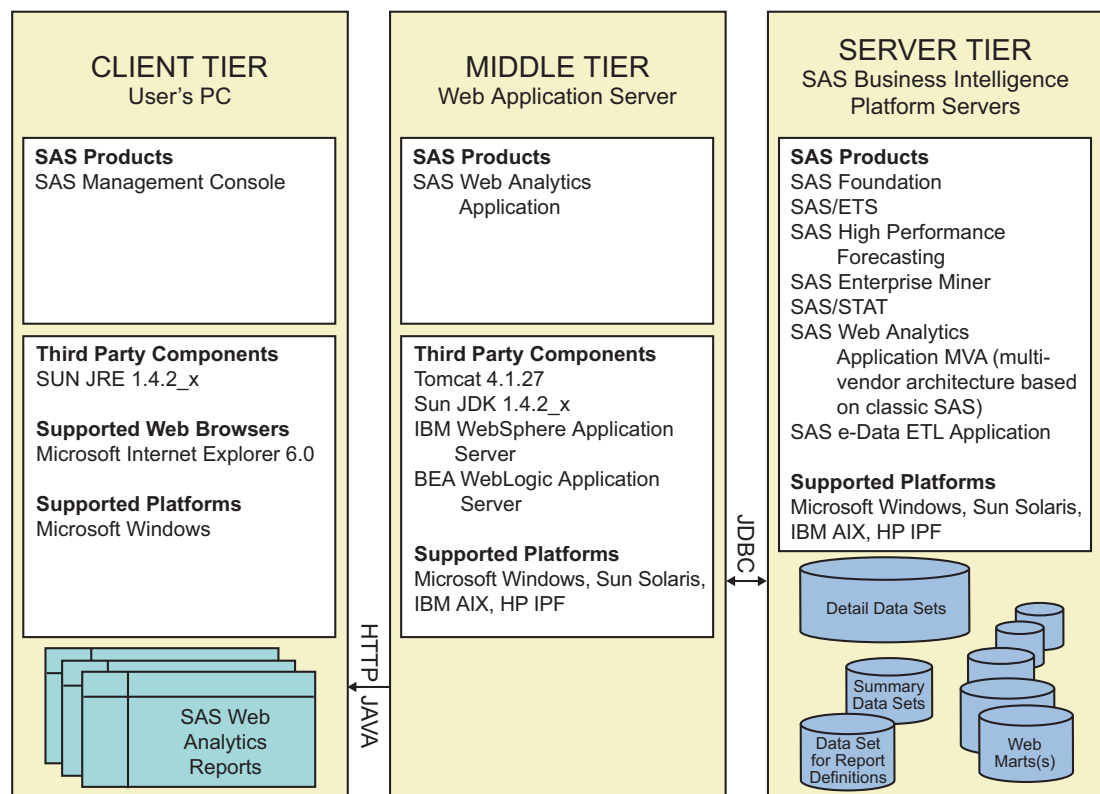 CLIENT TIER
User's PC
SAS Products
SAS Management Console
Third Party Components
SUN JRE 1.4.2_x
Supported Web Browsers
Microsoft Internet Explorer 6.0
Supported Platforms
Microsoft Windows
SAS Web
Analytics
Reports
HTTP
JAVA
MIDDLE TIER
Web Application Server
SAS Products
SAS Web Analytics
Application
Third Party Components
Tomcat 4.1.27
Sun JDK 1.4.2_x
IBM WebSphere Application
Server
BEA WebLogic Application
Server
Supported Platforms
Microsoft Windows, Sun Solaris,
IBM AIX, HP IPF
JDBC
SERVER TIER
SAS Business Intelligence
Platform Servers
SAS Products
SAS Foundation
SAS/ETS
SAS High Performance
Forecasting
SAS Enterprise Miner
SAS/STAT
SAS Web Analytics
Application MVA (multi-
vendor architecture based
on classic SAS)
SAS e-Data ETL Application
Supported Platforms
Microsoft Windows, Sun Solaris,
IBM AIX, HP IPF
Detail Data Sets
Summary
Data Sets
Data Set
for Report
Definitions
Web
Marts(s)